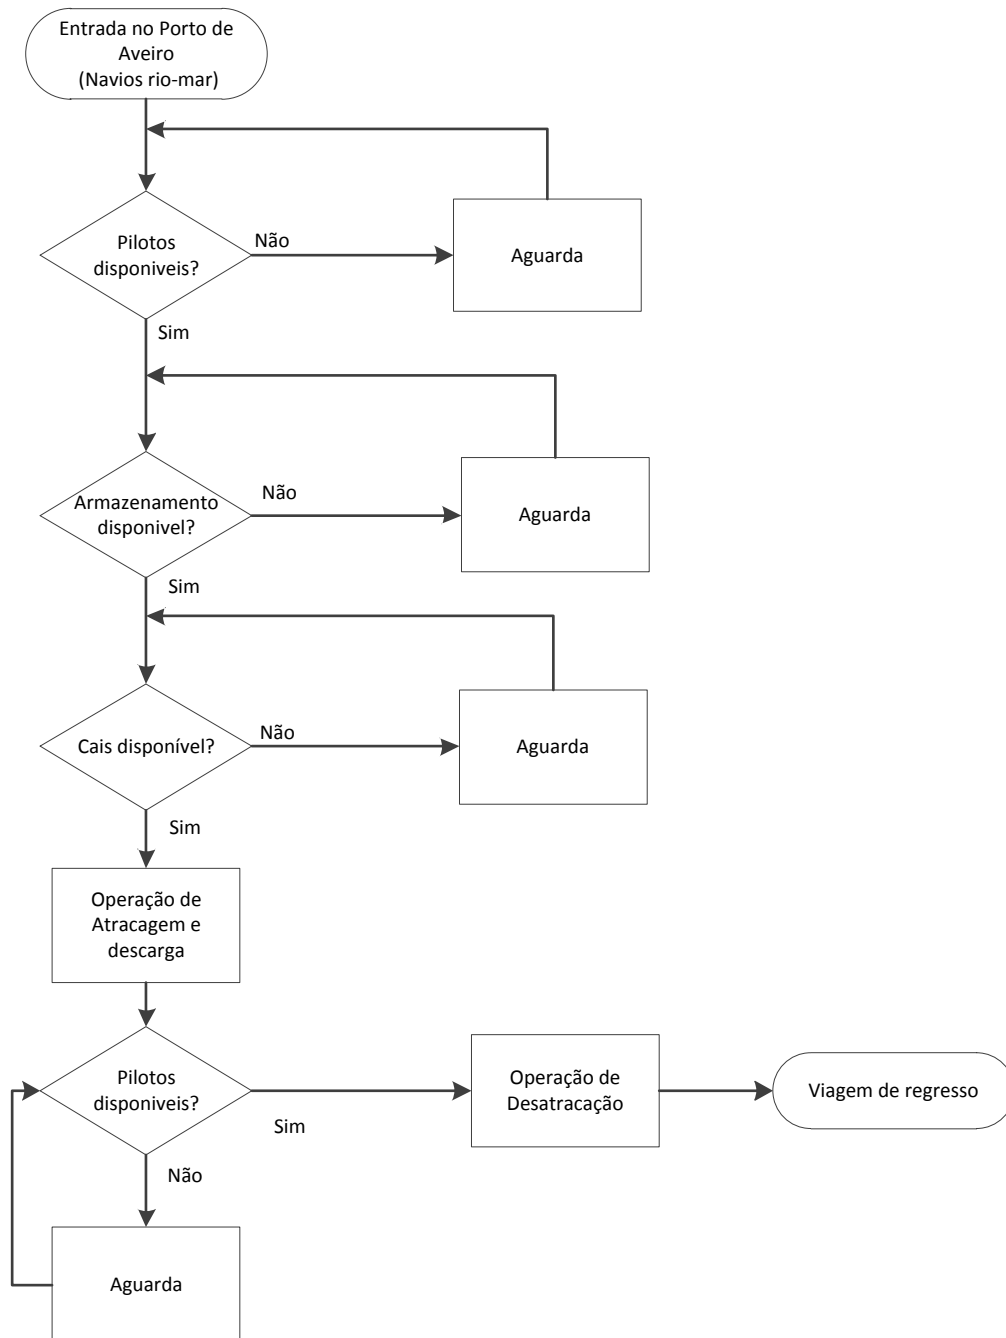 Entrada no Porto de
Aveiro
(Navios rio-mar)
Pilotos
disponiveis?
Não
Aguarda
Sim
Armazenamento
disponivel?
Não
Aguarda
Sim
Cais disponível?
Não
Aguarda
Sim
Operação de
Atracagem e
descarga
Pilotos
disponiveis?
Sim
Operação de
Desatracação
Viagem de regresso
Não
Aguarda